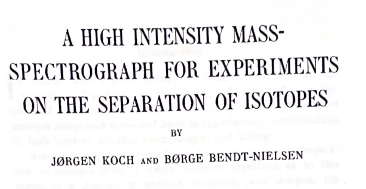 A HIGH INTENSITY MASS-
SPECTROGRAPH FOR EXPERIMENTS
ON THE SEPARATION OF ISOTOPES
BY
JØRGEN KOCH AND BØRGE BENDT-NIELSEN